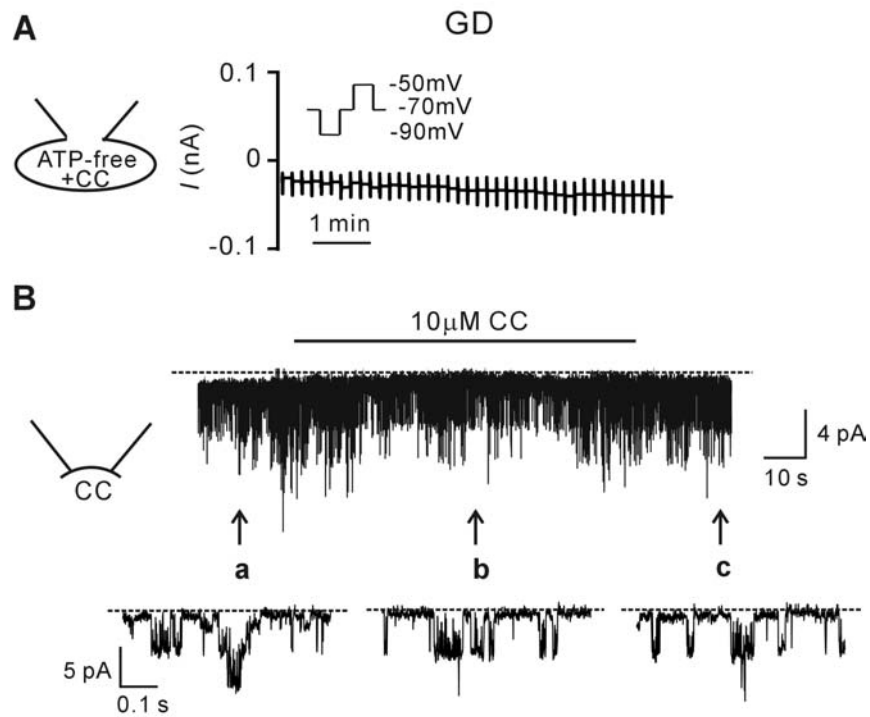 A
GD
ATP-free
+CC
I (nA)
0.1
0
-0.1
-50mV
-70mV
-90mV
1 min
B
10μM CC
CC
4 pA
10 s
a
b
c
5 pA
0.1 s